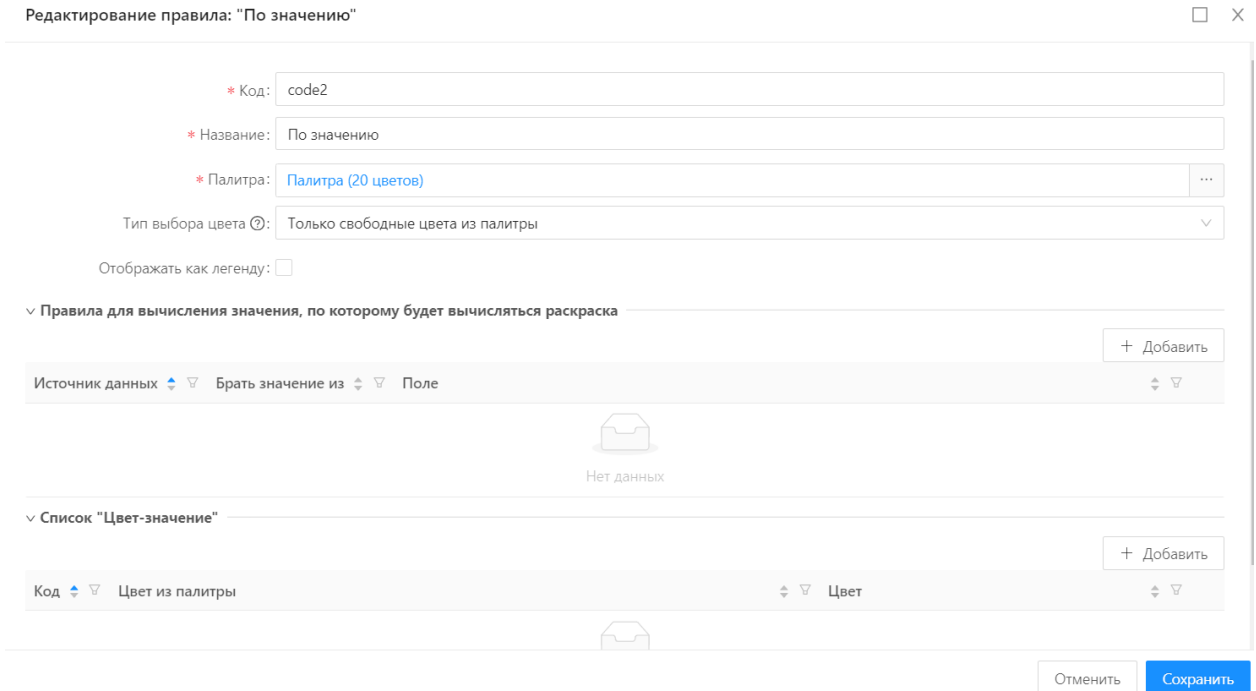 Редактирование правила: "По значению"
* Код: code2
* Название: По значению
* Палитра: Палитра (20 цветов) ...
Тип выбора цвета ?: Только свободные цвета из палитры
Отображать как легенду:
Правила для вычисления значения, по которому будет вычисляться раскраска
+ Добавить
Источник данных Брать значение из Поле
Нет данных
Список "Цвет-значение"
+ Добавить
Код Цвет из палитры Цвет
Отменить Сохранить